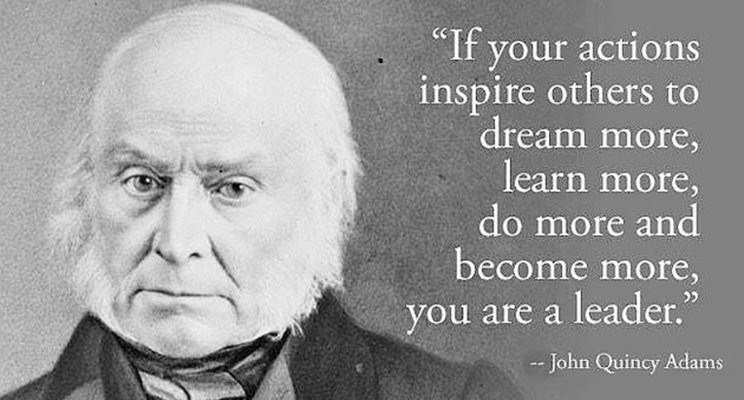 “If your actions
inspire others to
dream more,
learn more,
do more and
become more,
you are a leader.”
-- John Quincy Adams